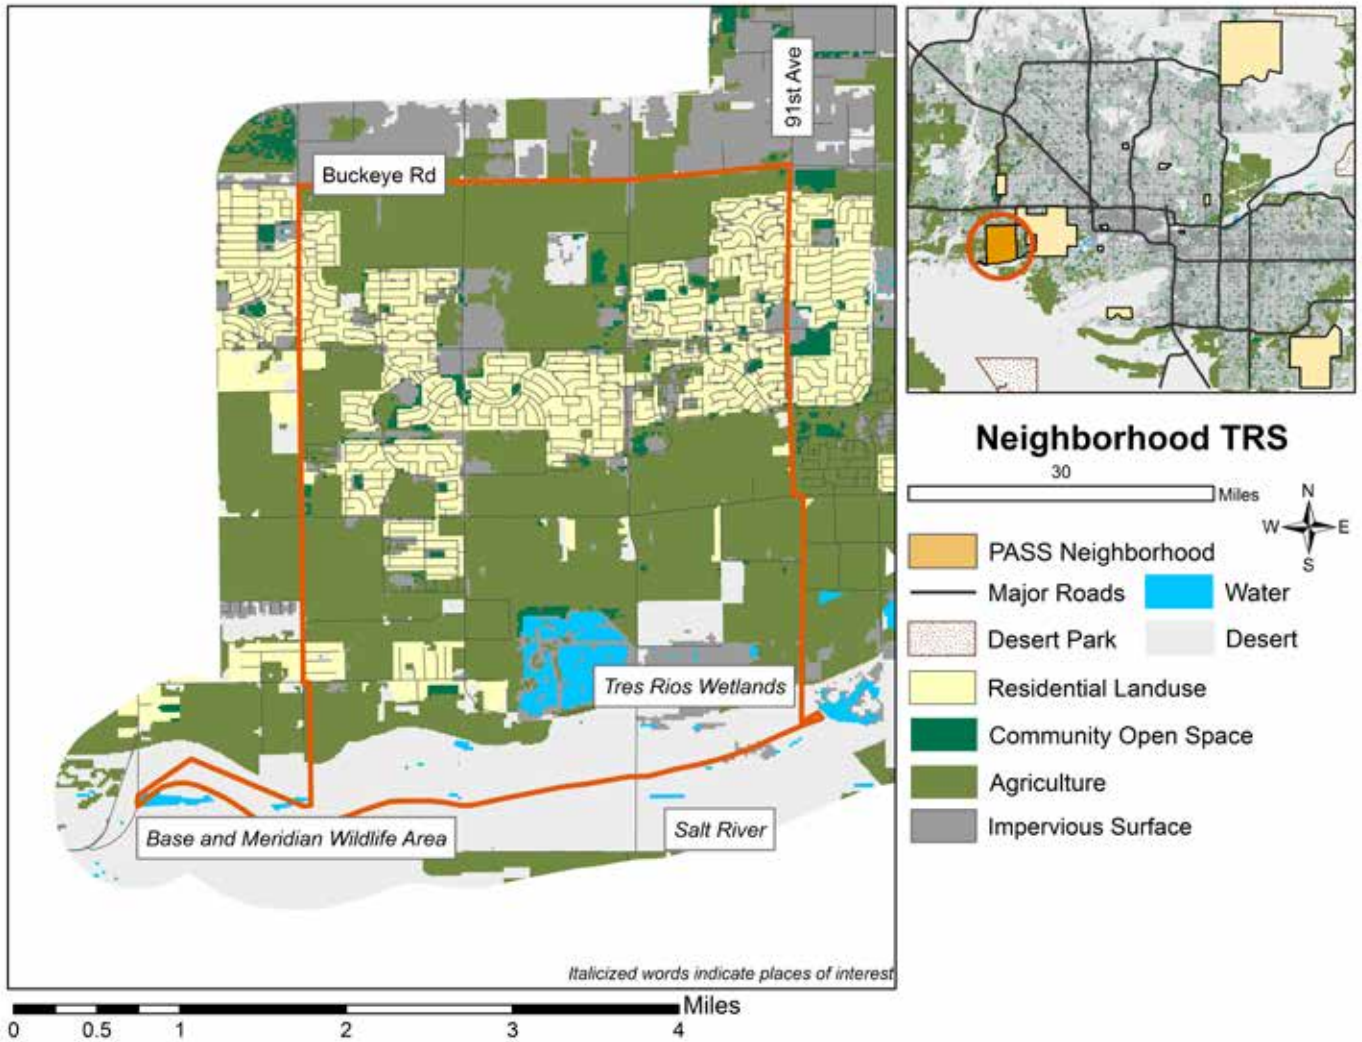 91st Ave
Buckeye Rd
Tres Rios Wetlands
Base and Meridian Wildlife Area
Salt River
Italicized words indicate places of interest
Miles
0 0.5 1 2 3 4
Neighborhood TRS
30
Miles
N
W E
S
PASS Neighborhood
Major Roads
Water
Desert Park
Desert
Residential Landuse
Community Open Space
Agriculture
Impervious Surface